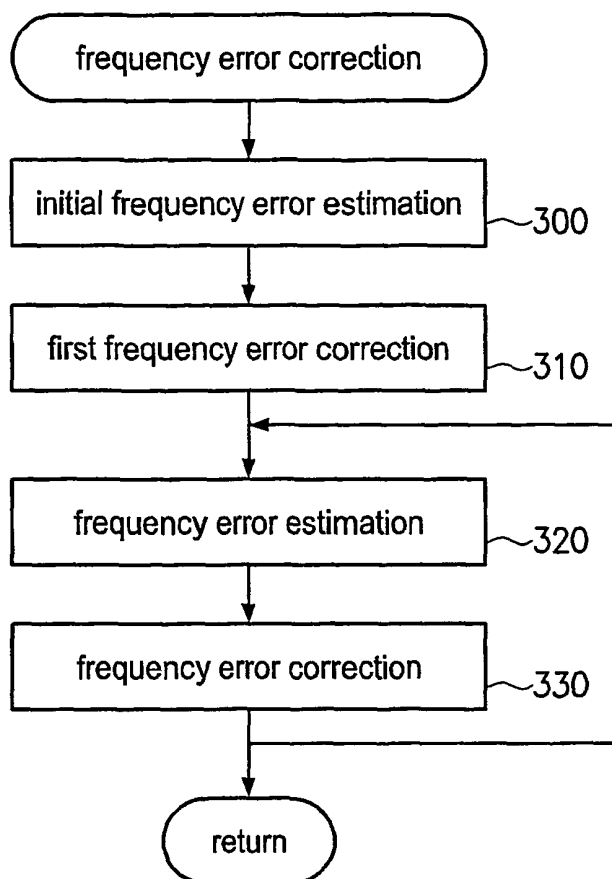 frequency error correction
initial frequency error estimation
300
first frequency error correction
310
frequency error estimation
320
frequency error correction
330
return